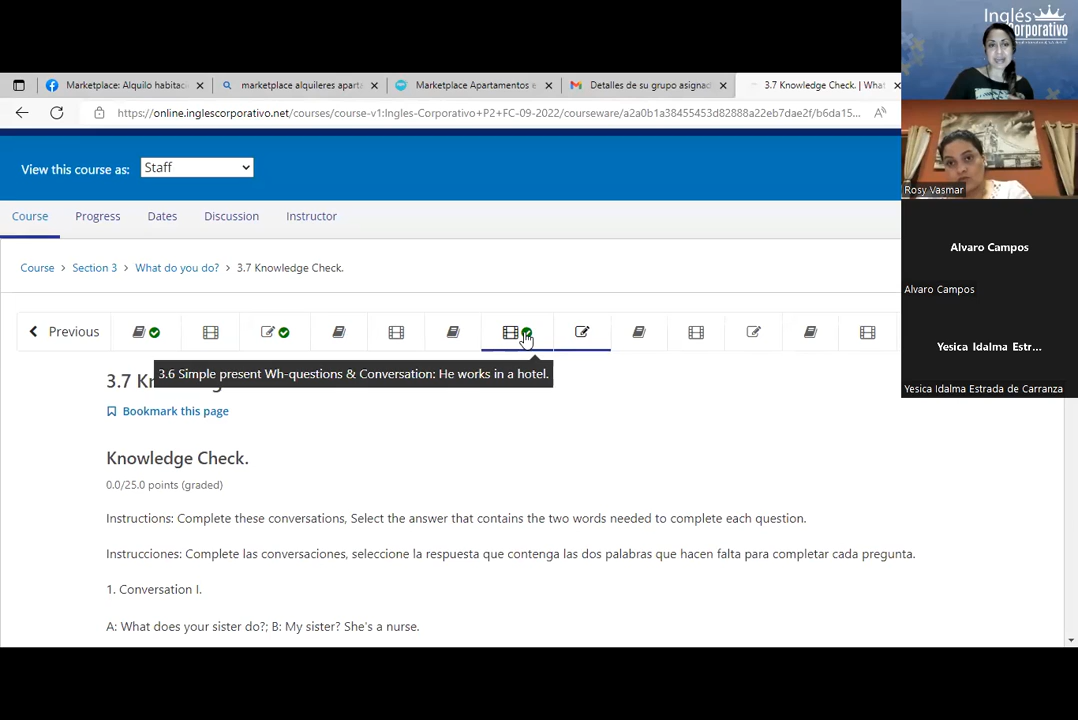 Inglés
Corporativo
Marketplace: Alquilo habitac
marketplace alquileres aparta
Marketplace Apartamentos e
Detalles de su grupo asignad
3.7 Knowledge Check. | What
https://online.inglescorporativo.net/courses/course-v1:Ingles-Corporativo+P2+FC-09-2022/courseware/a2a0b1a38455453d82888a22eb7dae2f/b6da15...
View this course as:
Staff
Rosy Vasmar
Course
Progress
Dates
Discussion
Instructor
Alvaro Campos
Alvaro Campos
Course > Section 3 > What do you do? > 3.7 Knowledge Check.
Previous
Yesica Idalma Estr...
Yesica Idalma Estrada de Carranza
3.6 Simple present Wh-questions & Conversation: He works in a hotel.
3.7 Kr
Bookmark this page
Knowledge Check.
0.0/25.0 points (graded)
Instructions: Complete these conversations, Select the answer that contains the two words needed to complete each question.
Instrucciones: Complete las conversaciones, seleccione la respuesta que contenga las dos palabras que hacen falta para completar cada pregunta.
1. Conversation I.
A: What does your sister do?; B: My sister? She's a nurse.